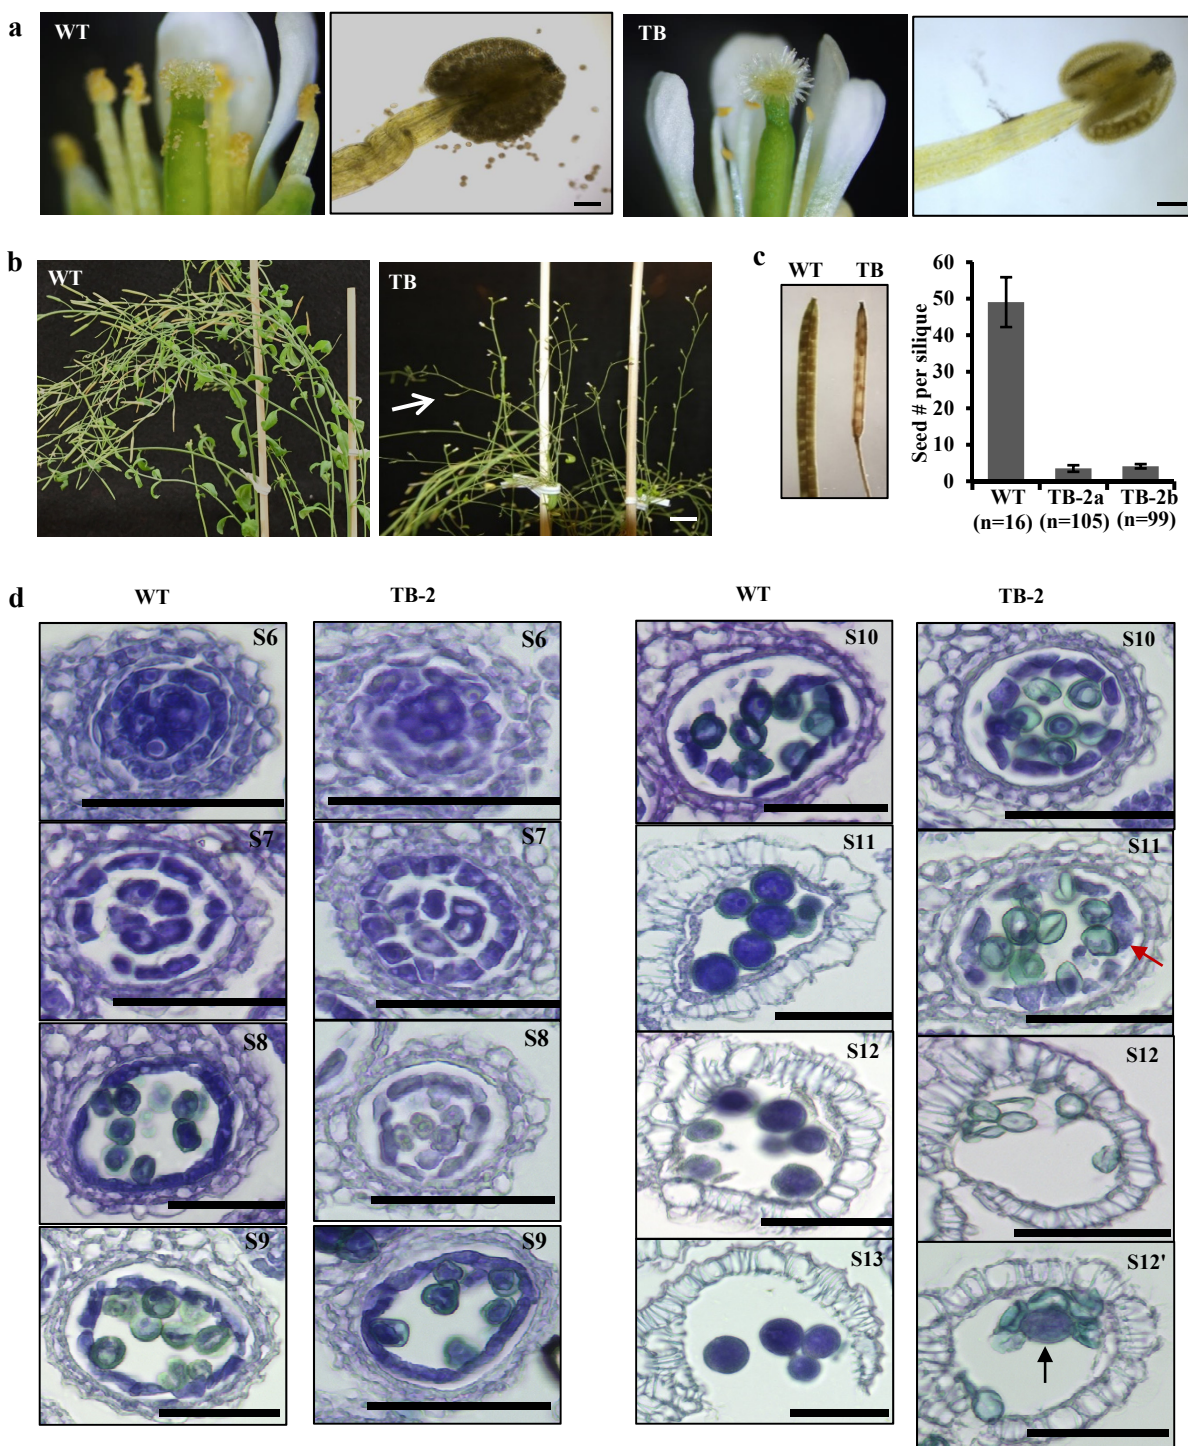 a
WT
TB
b
WT
TB
c
WT TB
Seed # per silique
60
50
40
30
20
10
0
WT TB-2a TB-2b
(n=16) (n=105) (n=99)
d
WT TB-2 WT TB-2
S6
S6
S10
S10
S7
S7
S11
S11
S8
S8
S12
S12
S9
S9
S13
S12'